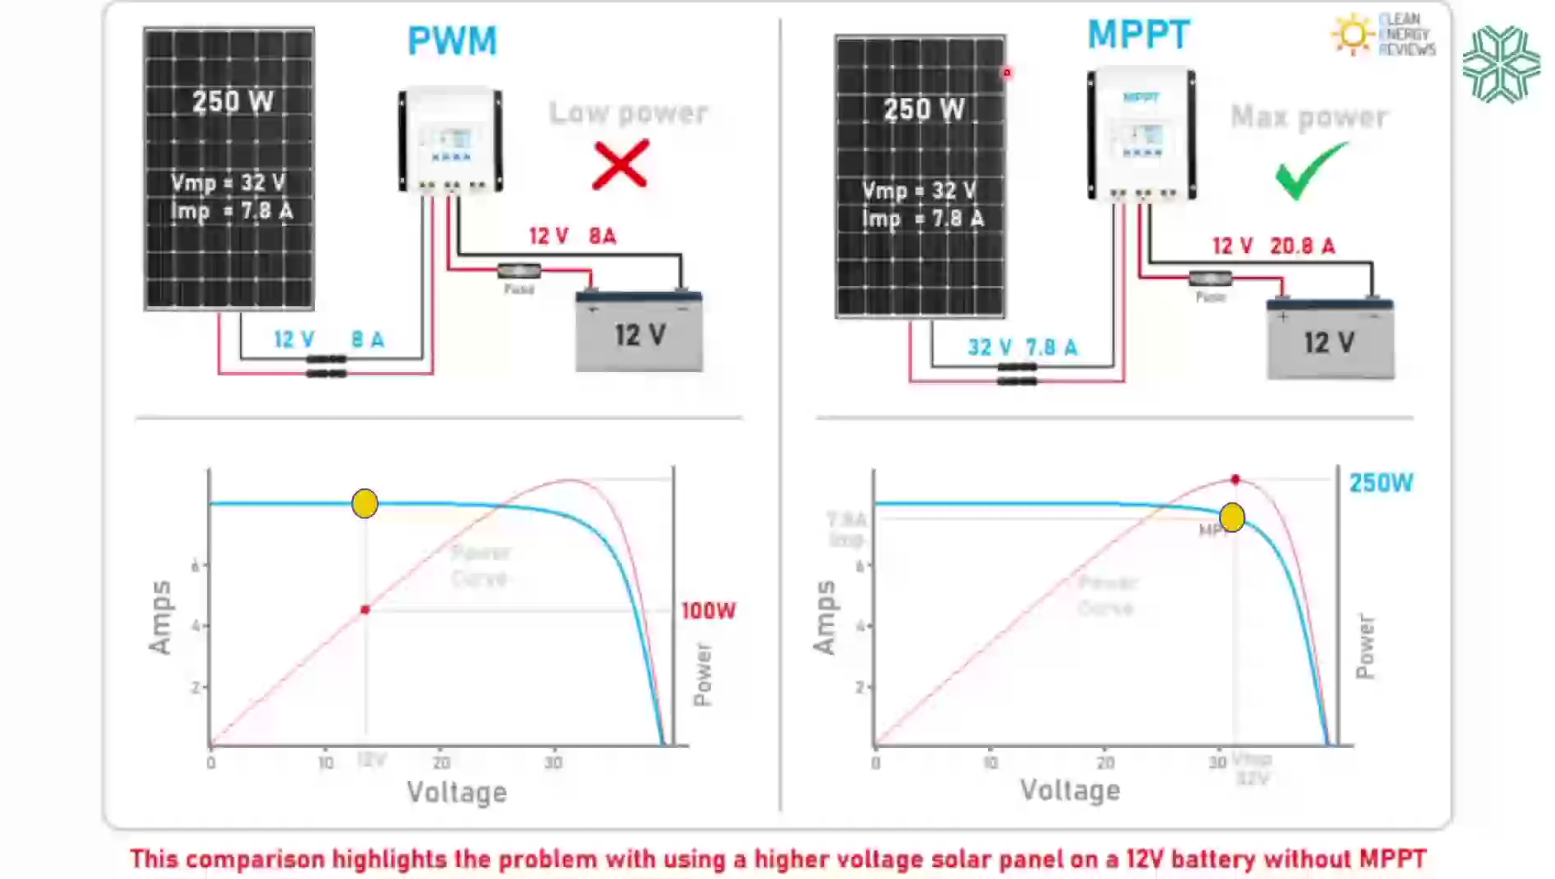 PWM
250 W
Vmp = 32 V
Imp = 7.8 A
Low power
12 V 8A
Fuse
12 V
12 V 8 A
MPPT
CLEAN
ENERGY
REVIEWS
250 W
Vmp = 32 V
Imp = 7.8 A
MPPT
Max power
12 V 20.8 A
Fuse
12 V
32 V 7.8 A
Amps
6
4
2
Power
Curve
100W
Power
0 10 12V 20 30
Voltage
250W
7.8A
Imp
MPP
Amps
6
4
2
Power
Curve
Power
0 10 20 30 Vmp
32V
Voltage
This comparison highlights the problem with using a higher voltage solar panel on a 12V battery without MPPT